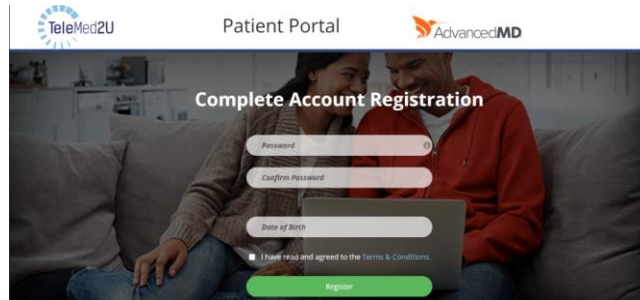 TeleMed2U
Patient Portal
AdvancedMD
Complete Account Registration
Password
Confirm Password
Date of Birth
I have read and agreed to the Terms & Conditions.
Register